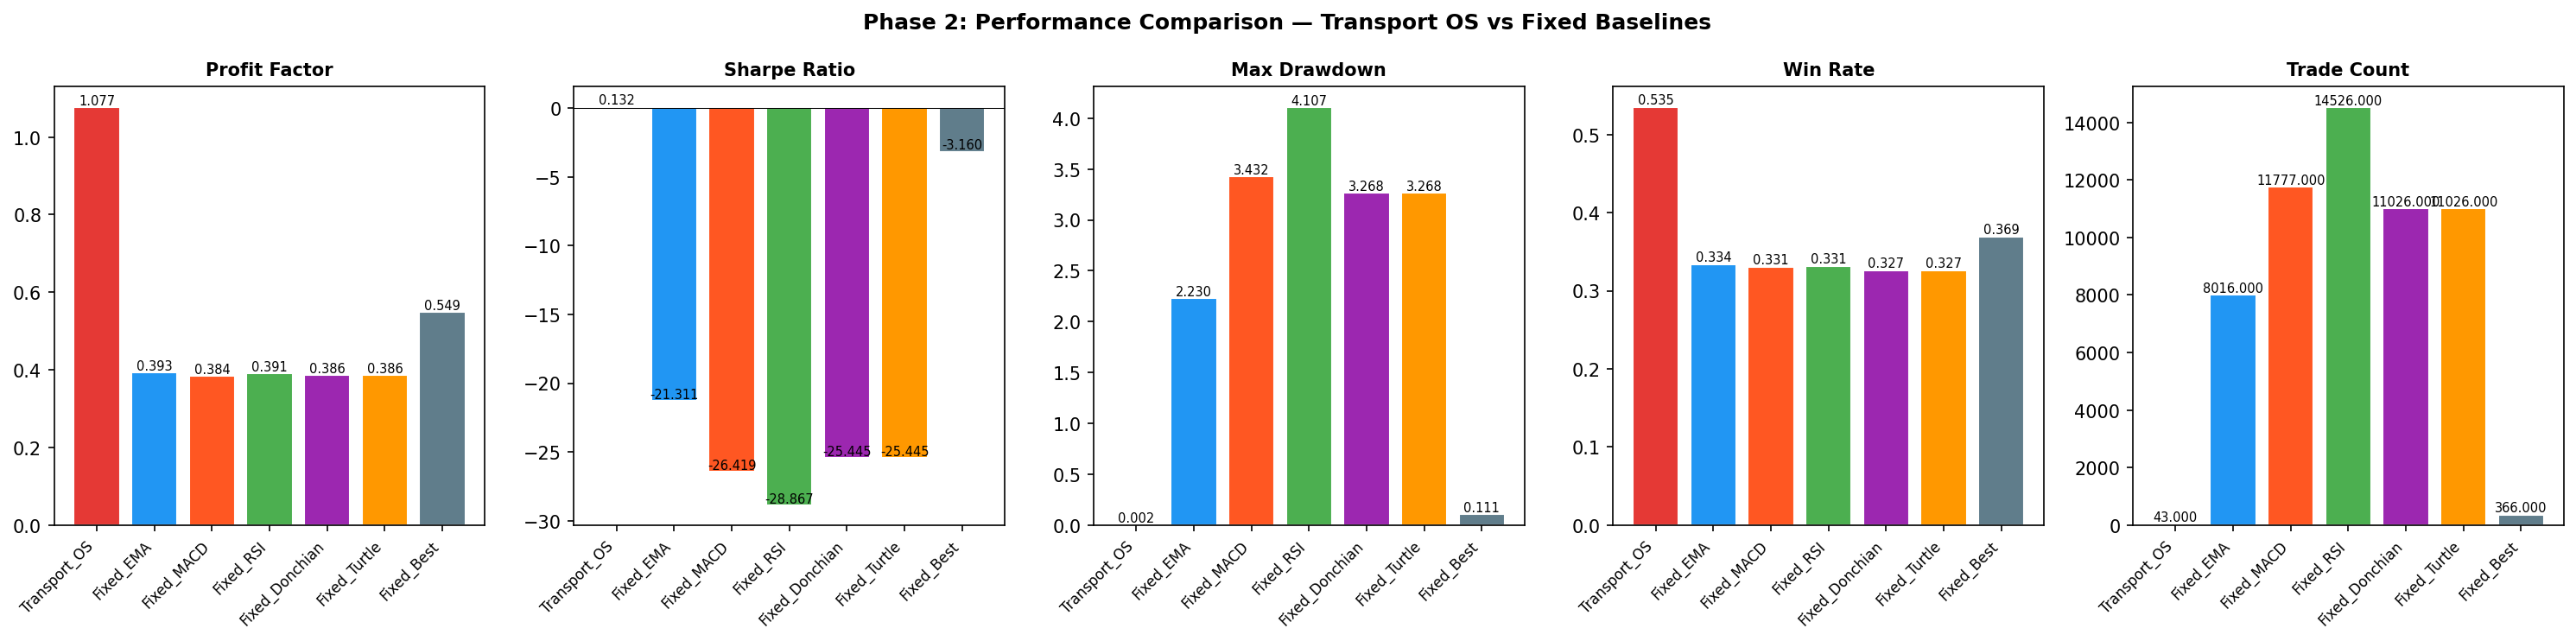 Phase 2: Performance Comparison — Transport OS vs Fixed Baselines
Profit Factor
1.0
0.8
0.6
0.4
0.2
0.0
1.077
0.393
0.384
0.391
0.386
0.386
0.549
Transport_OS
Fixed_EMA
Fixed_MACD
Fixed_RSI
Fixed_Donchian
Fixed_Turtle
Fixed_Best
Sharpe Ratio
0
−5
−10
−15
−20
−25
−30
0.132
-21.311
-26.419
-28.867
-25.445
-25.445
-3.160
Transport_OS
Fixed_EMA
Fixed_MACD
Fixed_RSI
Fixed_Donchian
Fixed_Turtle
Fixed_Best
Max Drawdown
4.0
3.5
3.0
2.5
2.0
1.5
1.0
0.5
0.0
0.002
2.230
3.432
4.107
3.268
3.268
0.111
Transport_OS
Fixed_EMA
Fixed_MACD
Fixed_RSI
Fixed_Donchian
Fixed_Turtle
Fixed_Best
Win Rate
0.5
0.4
0.3
0.2
0.1
0.0
0.535
0.334
0.331
0.331
0.327
0.327
0.369
Transport_OS
Fixed_EMA
Fixed_MACD
Fixed_RSI
Fixed_Donchian
Fixed_Turtle
Fixed_Best
Trade Count
14000
12000
10000
8000
6000
4000
2000
0
43.000
8016.000
11777.000
14526.000
11026.000
11026.000
366.000
Transport_OS
Fixed_EMA
Fixed_MACD
Fixed_RSI
Fixed_Donchian
Fixed_Turtle
Fixed_Best